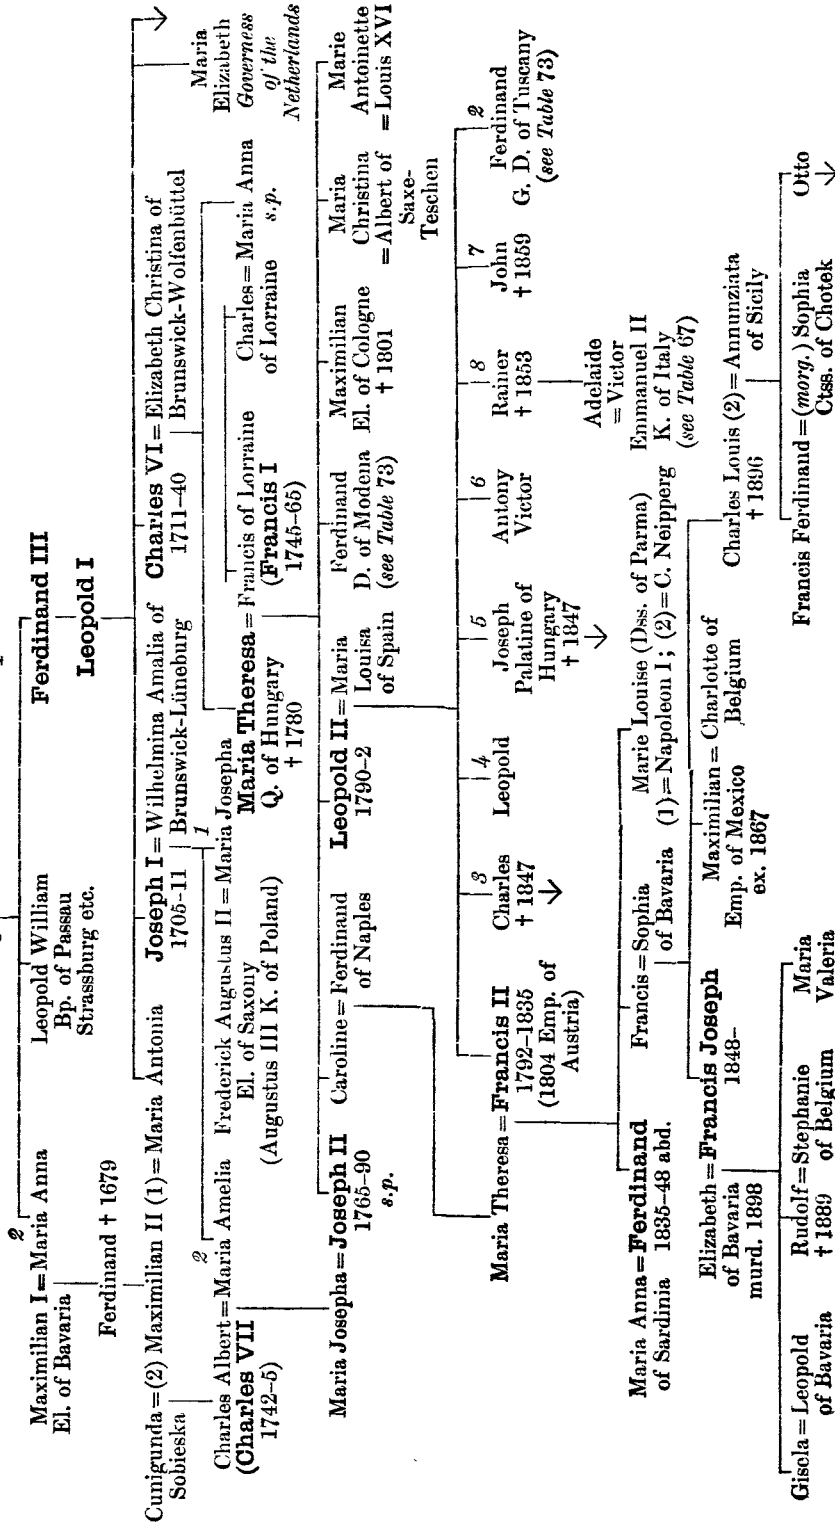 2
1
Maximilian I = Maria Anna
El. of Bavaria
Leopold William
Bp. of Passau
Strassburg etc.
Ferdinand III
Ferdinand † 1679
Leopold I
Cunigunda = (2) Maximilian II (1) = Maria Antonia
Sobieska
Joseph I = Wilhelmina Amalia of
1705-11 Brunswick-Lüneburg
Charles VI = Elizabeth Christina of
1711-40 Brunswick-Wolfenbüttel
Maria
Elizabeth
Governess
of the
Netherlands
2
1
Charles Albert = Maria Amelia
(Charles VII
1742-5)
Frederick Augustus II = Maria Josepha
El. of Saxony
(Augustus III K. of Poland)
Maria Theresa = Francis of Lorraine
Q. of Hungary (Francis I
† 1780 1745-65)
Charles = Maria Anna
of Lorraine s.p.
Maria Josepha = Joseph II
1765-90
s.p.
Caroline = Ferdinand
of Naples
Leopold II = Maria
1790-2 Louisa
of Spain
Ferdinand
D. of Modena
(see Table 73)
Maximilian
El. of Cologne
† 1801
Maria
Christina
= Albert of
Saxe-
Teschen
Marie
Antoinette
= Louis XVI
Maria Theresa = Francis II
1792-1835
(1804 Emp. of
Austria)
3
Charles
† 1847
4
Leopold
5
Joseph
Palatine of
Hungary
† 1847
6
Antony
Victor
8
Rainer
† 1853
7
John
† 1859
2
Ferdinand
G. D. of Tuscany
(see Table 73)
Adelaide
= Victor
Emmanuel II
K. of Italy
(see Table 67)
Maria Anna = Ferdinand
of Sardinia 1835-48 abd.
Francis = Sophia
of Bavaria
Marie Louise (Dss. of Parma)
(1) = Napoleon I; (2) = C. Neipperg
Elizabeth = Francis Joseph
of Bavaria 1848-
murd. 1898
Maximilian = Charlotte of
Emp. of Mexico Belgium
ex. 1867
Charles Louis (2) = Annunziata
† 1896 of Sicily
Gisela = Leopold
of Bavaria
Rudolf = Stephanie
† 1889 of Belgium
Maria
Valeria
Francis Ferdinand = (morg.) Sophia
Ctss. of Chotek
Otto